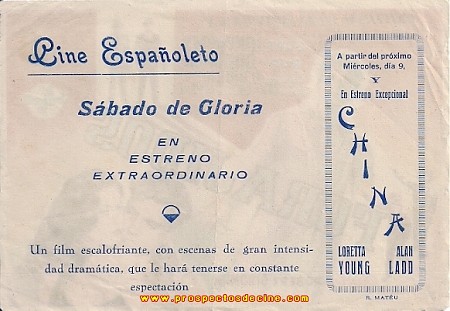 Cine Españoleto
Sábado de Gloria
EN
ESTRENO
EXTRAORDINARIO
Un film escalofriante, con escenas de gran intensi-
dad dramática, que le hará tenerse en constante
espectación
A partir del próximo
Miércoles, día 9,
Y
En Estreno Excepcional
CHINA
LORETTA YOUNG
ALAN LADD
R. MATÉU
www.prospectosdecine.com